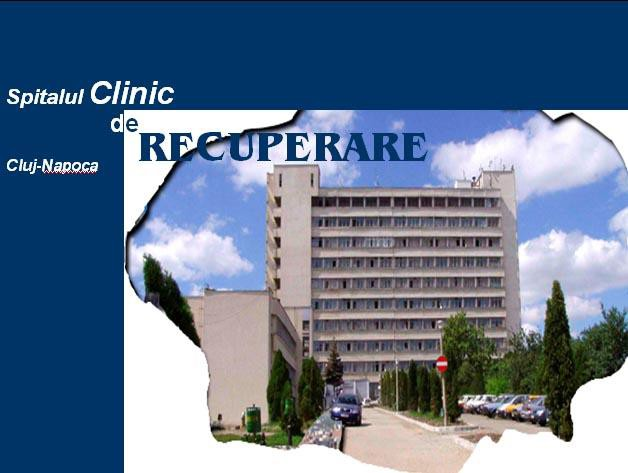 Spitalul Clinic
de
RECUPERARE
Cluj-Napoca